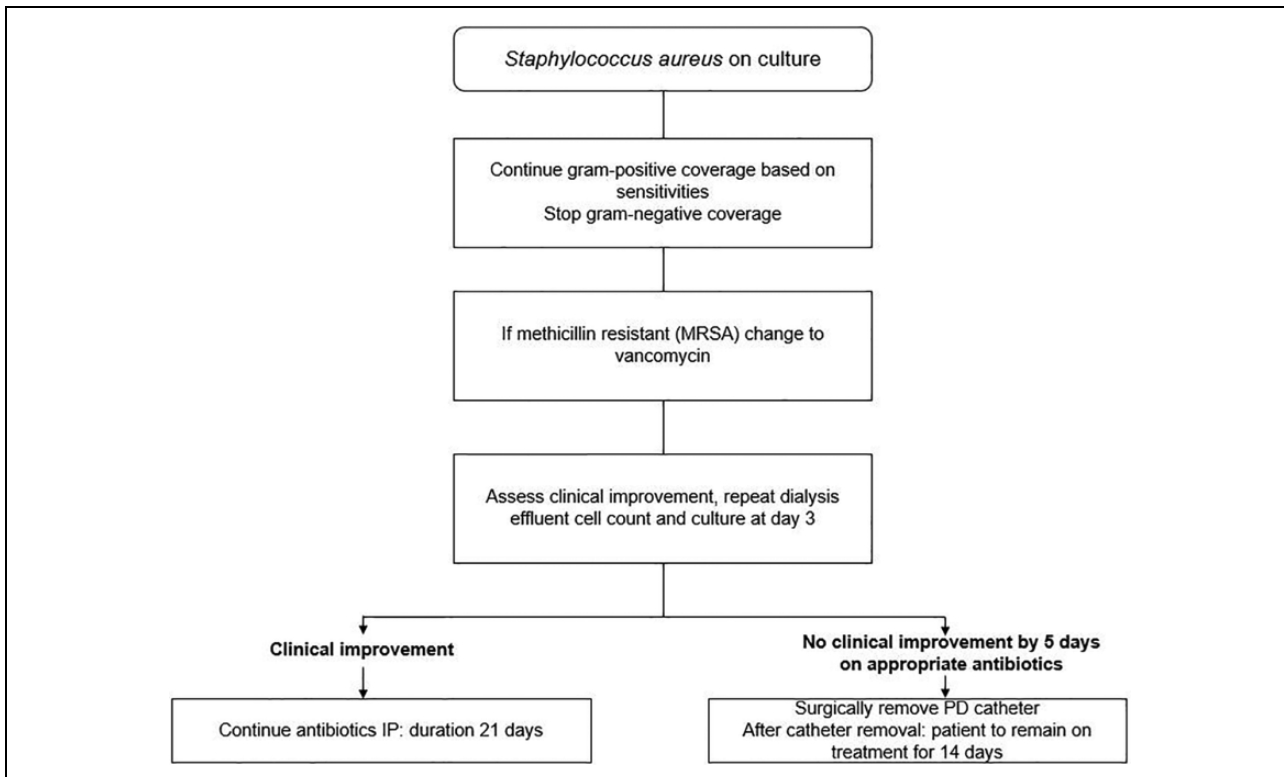 Staphylococcus aureus on culture
Continue gram-positive coverage based on
sensitivities
Stop gram-negative coverage
If methicillin resistant (MRSA) change to
vancomycin
Assess clinical improvement, repeat dialysis
effluent cell count and culture at day 3
Clinical improvement
Continue antibiotics IP: duration 21 days
No clinical improvement by 5 days
on appropriate antibiotics
Surgically remove PD catheter
After catheter removal: patient to remain on
treatment for 14 days